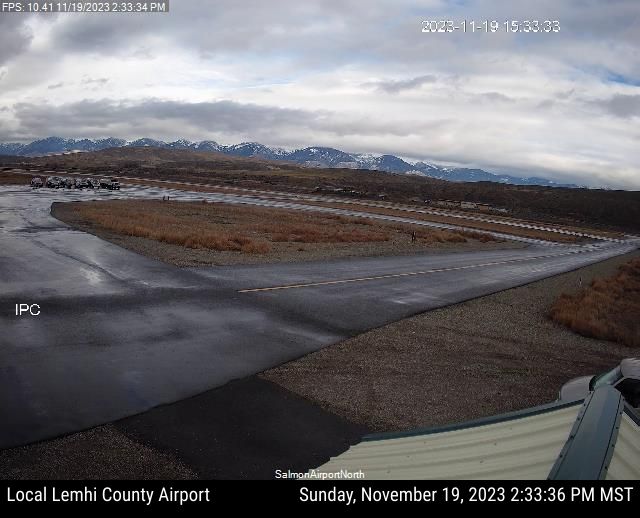 FPS: 10.41 11/19/2023 2:33:34 PM
2023-11-19 15:33:33
IPC
SalmonAirportNorth
Local Lemhi County Airport
Sunday, November 19, 2023 2:33:36 PM MST